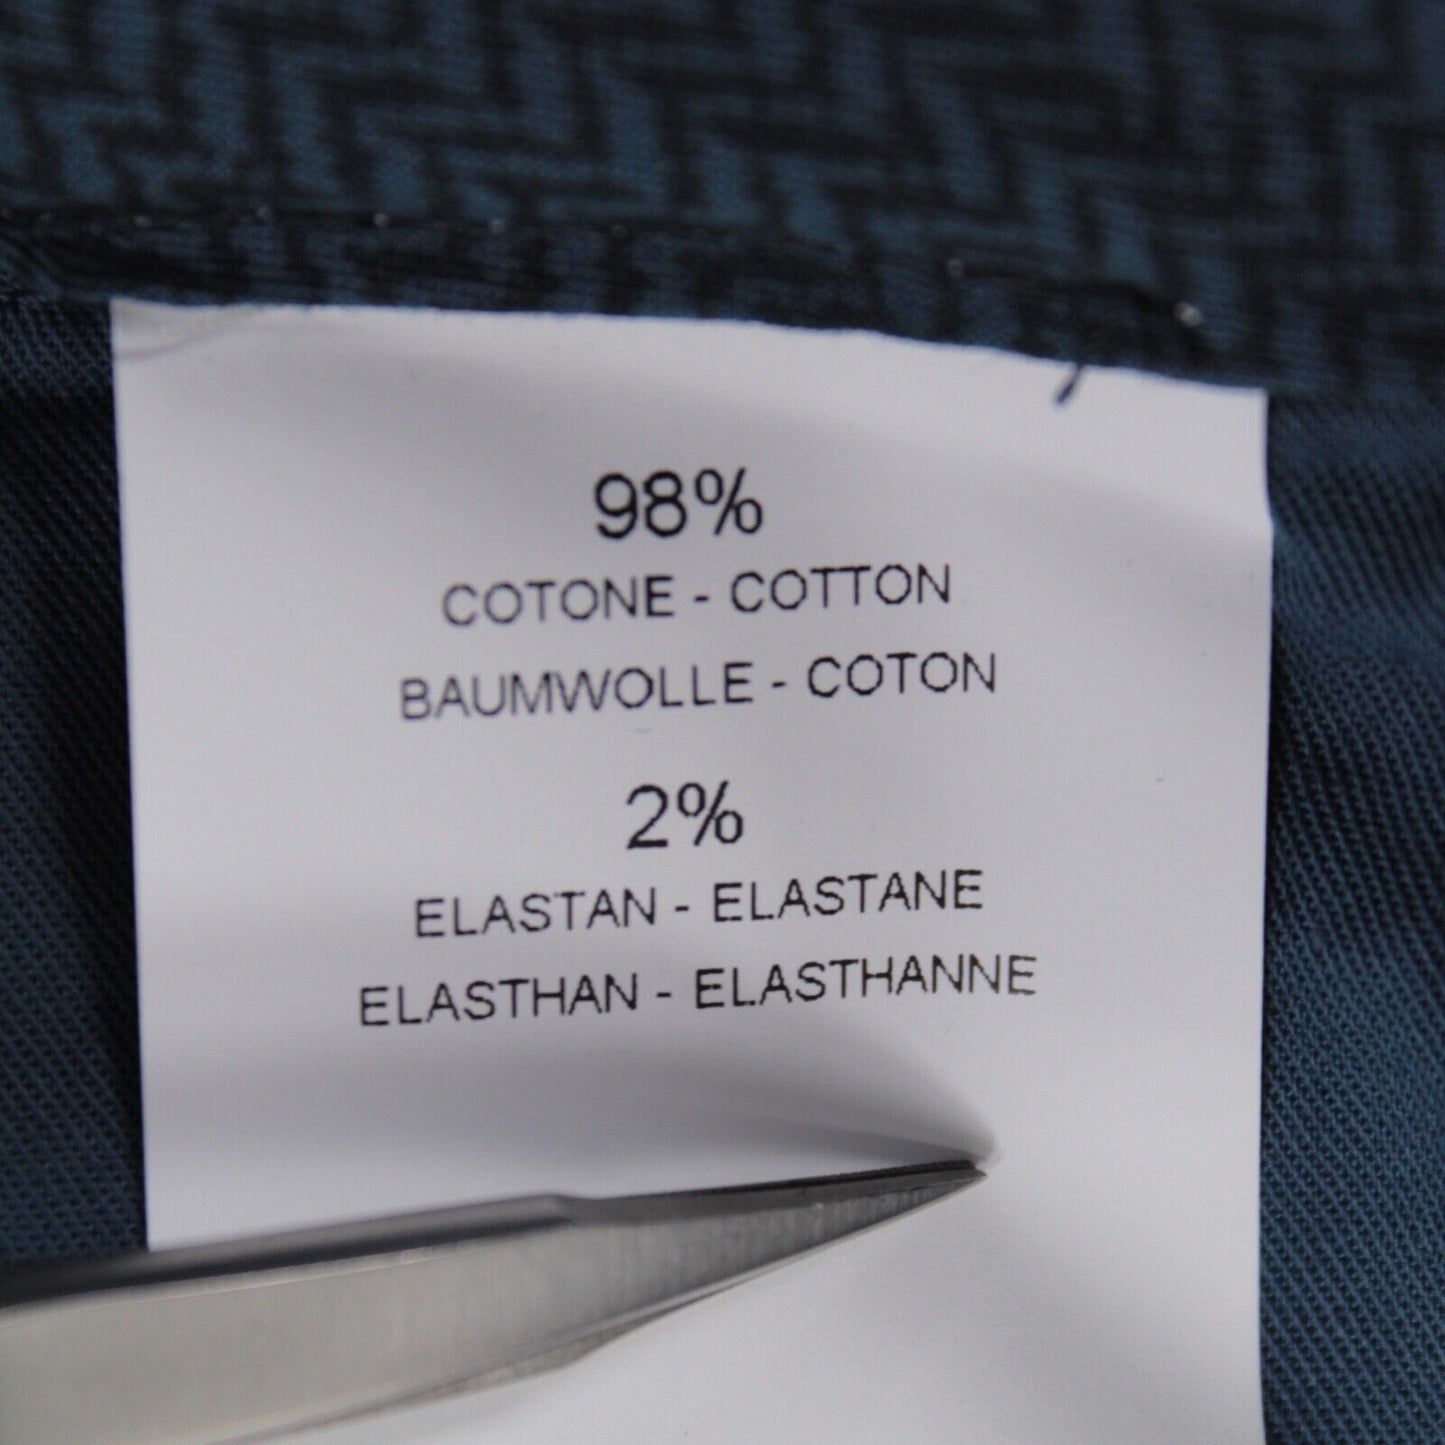 98%
COTONE - COTTON
BAUMWOLLE - COTON
2%
ELASTAN - ELASTANE
ELASTHAN - ELASTHANNE